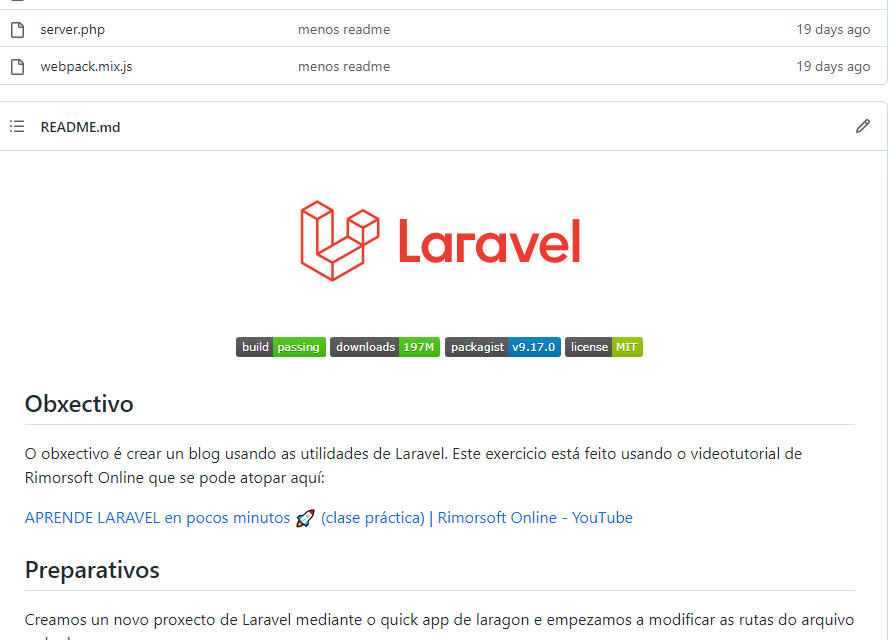 server.php menos readme 19 days ago
webpack.mix.js menos readme 19 days ago
README.md
Laravel
build passing downloads 197M packagist v9.17.0 license MIT
Obxectivo
O obxectivo é crear un blog usando as utilidades de Laravel. Este exercicio está feito usando o videotutorial de
Rimorsoft Online que se pode atopar aquí:
APRENDE LARAVEL en pocos minutos 🚀 (clase práctica) | Rimorsoft Online - YouTube
Preparativos
Creamos un novo proxecto de Laravel mediante o quick app de laragon e empezamos a modificar as rutas do arquivo